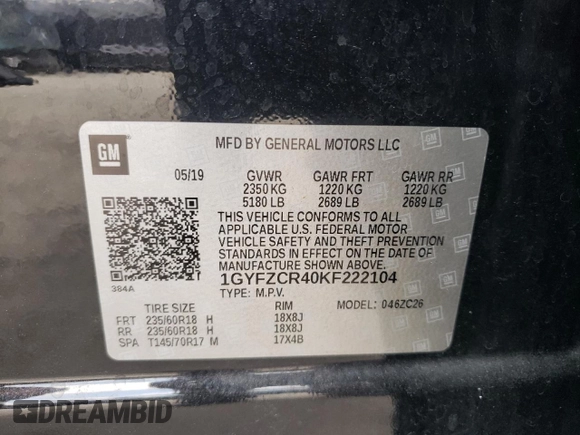 GM
MFD BY GENERAL MOTORS LLC
05/19 GVWR GAWR FRT GAWR RR
2350 KG 1220 KG 1220 KG
5180 LB 2689 LB 2689 LB
THIS VEHICLE CONFORMS TO ALL
APPLICABLE U.S. FEDERAL MOTOR
VEHICLE SAFETY AND THEFT PREVENTION
STANDARDS IN EFFECT ON THE DATE OF
MANUFACTURE SHOWN ABOVE.
384A
1GYFZCR40KF222104
TYPE: M.P.V. MODEL: 046ZC26
TIRE SIZE RIM
FRT 235/60R18 H 18X8J
RR 235/60R18 H 18X8J
SPA T145/70R17 M 17X4B
DREAMBID